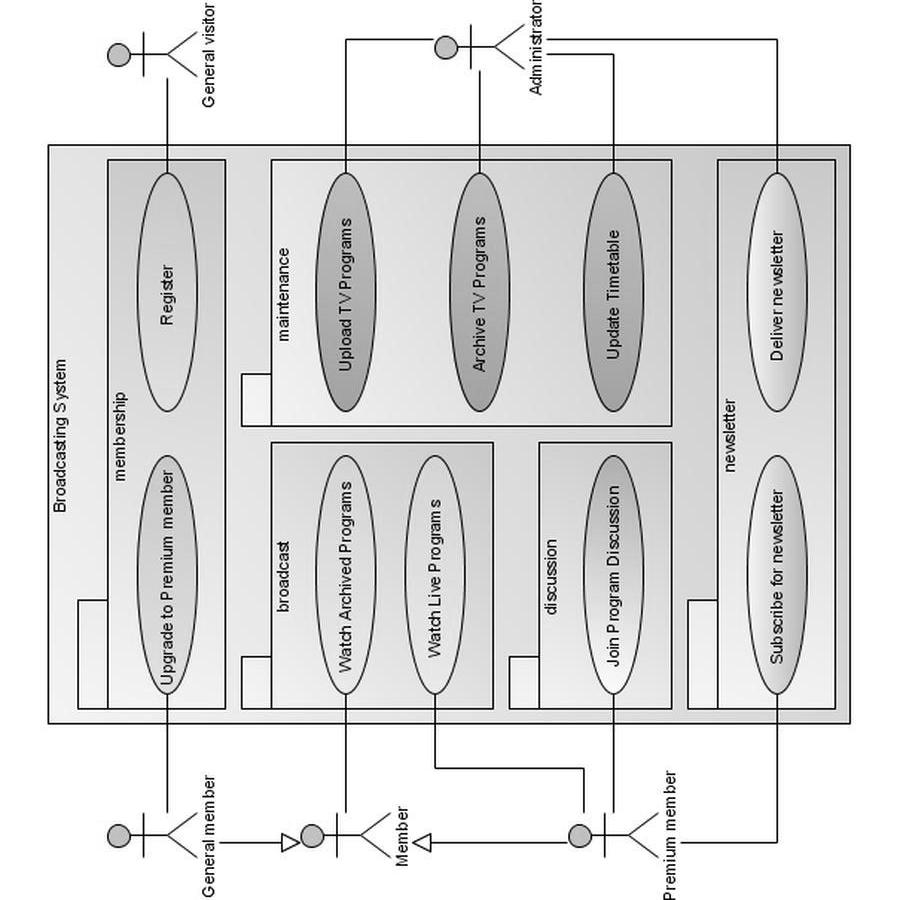 Broadcasting System
General member
Upgrade to Premium member
membership
Register
General visitor
Member
Watch Archived Programs
Watch Live Programs
broadcast
maintenance
Upload TV Programs
Archive TV Programs
Update Timetable
Administrator
discussion
Join Program Discussion
Premium member
newsletter
Subscribe for newsletter
Deliver newsletter